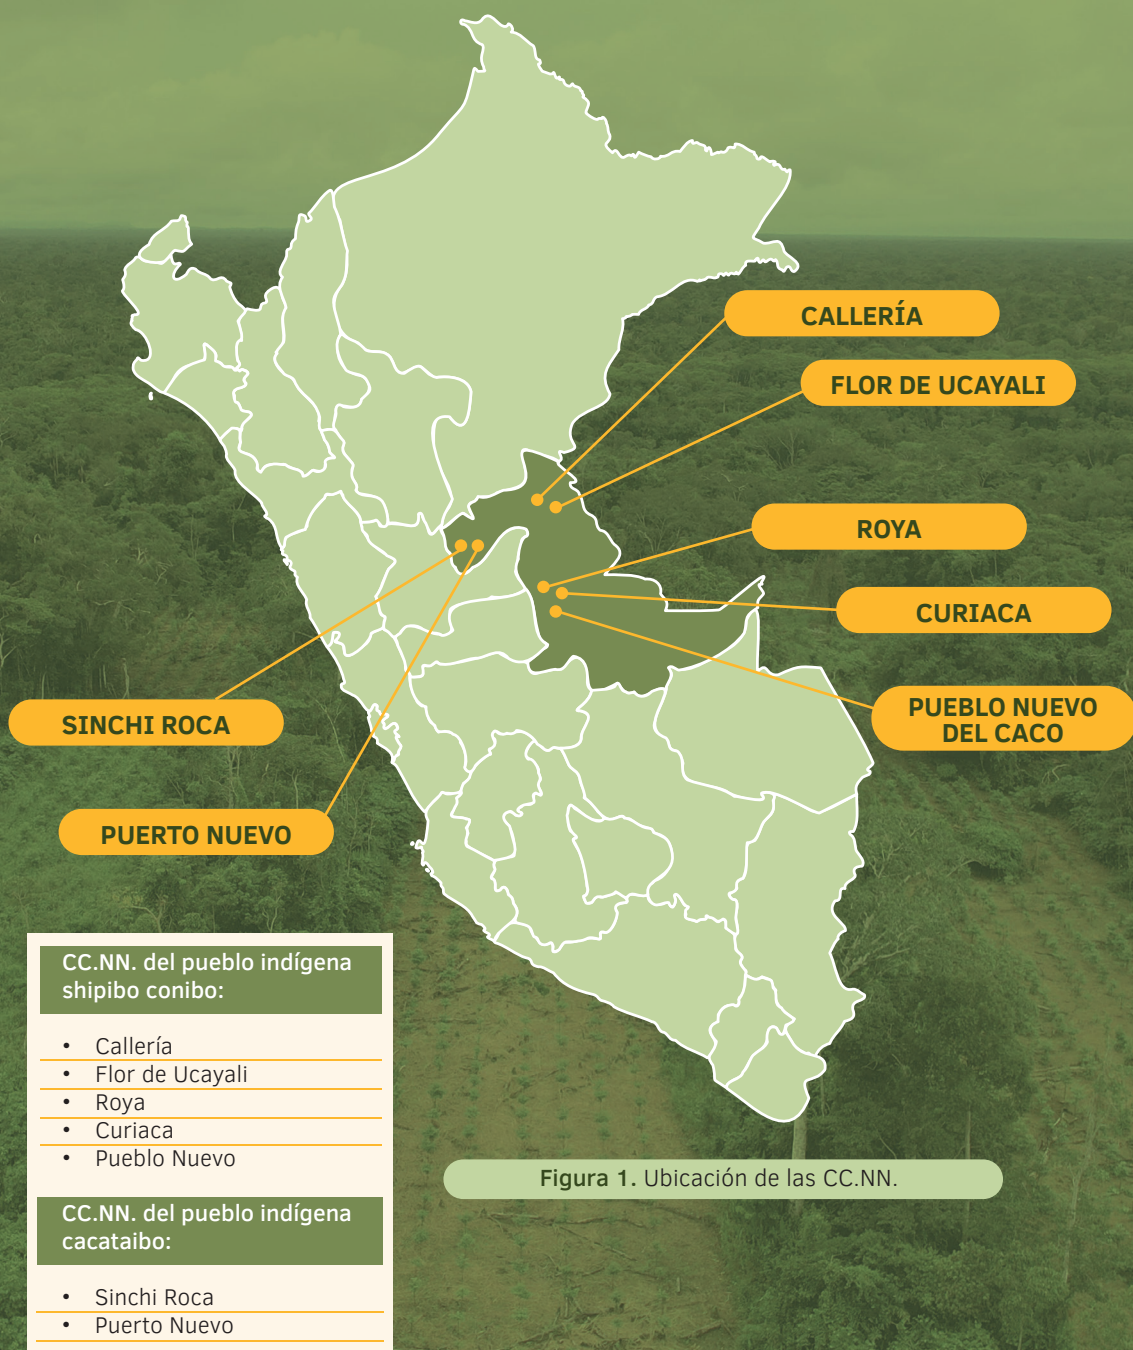 CALLERÍA
FLOR DE UCAYALI
ROYA
CURIACA
PUEBLO NUEVO
DEL CACO
SINCHI ROCA
PUERTO NUEVO
CC.NN. del pueblo indígena
shipibo conibo:
• Callería
• Flor de Ucayali
• Roya
• Curiaca
• Pueblo Nuevo
CC.NN. del pueblo indígena
cacataibo:
• Sinchi Roca
• Puerto Nuevo
Figura 1. Ubicación de las CC.NN.